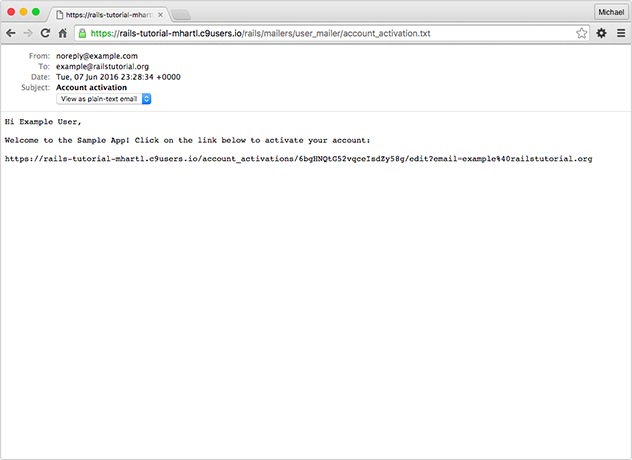 https://rails-tutorial-mhartl
Michael
https://rails-tutorial-mhartl.c9users.io/rails/mailers/user_mailer/account_activation.txt
From: noreply@example.com
To: example@railstutorial.org
Date: Tue, 07 Jun 2016 23:28:34 +0000
Subject: Account activation
View as plain-text email
Hi Example User,
Welcome to the Sample App! Click on the link below to activate your account:
https://rails-tutorial-mhartl.c9users.io/account_activations/6bgHNQtG52vqceIsdZy58g/edit?email=example%40railstutorial.org